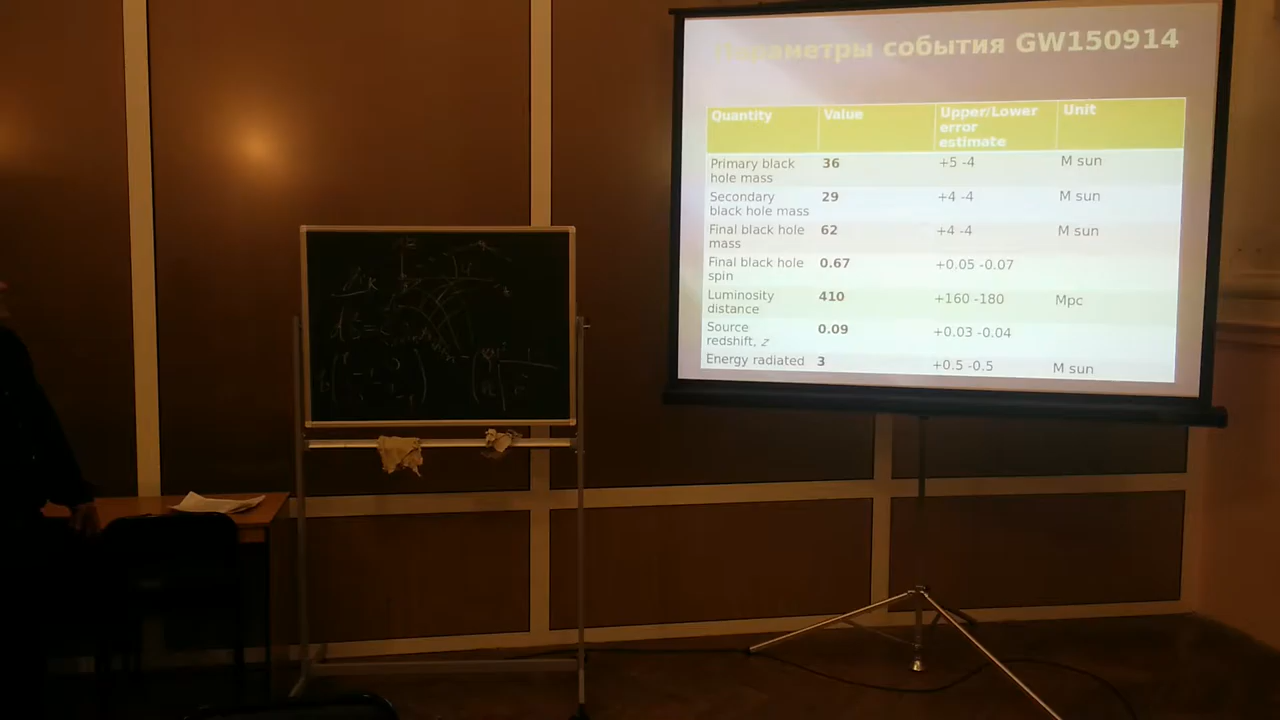 Параметры события GW150914
Quantity Value Upper/Lower error estimate Unit
Primary black hole mass 36 +5 -4 M sun
Secondary black hole mass 29 +4 -4 M sun
Final black hole mass 62 +4 -4 M sun
Final black hole spin 0.67 +0.05 -0.07
Luminosity distance 410 +160 -180 Mpc
Source redshift, z 0.09 +0.03 -0.04
Energy radiated 3 +0.5 -0.5 M sun